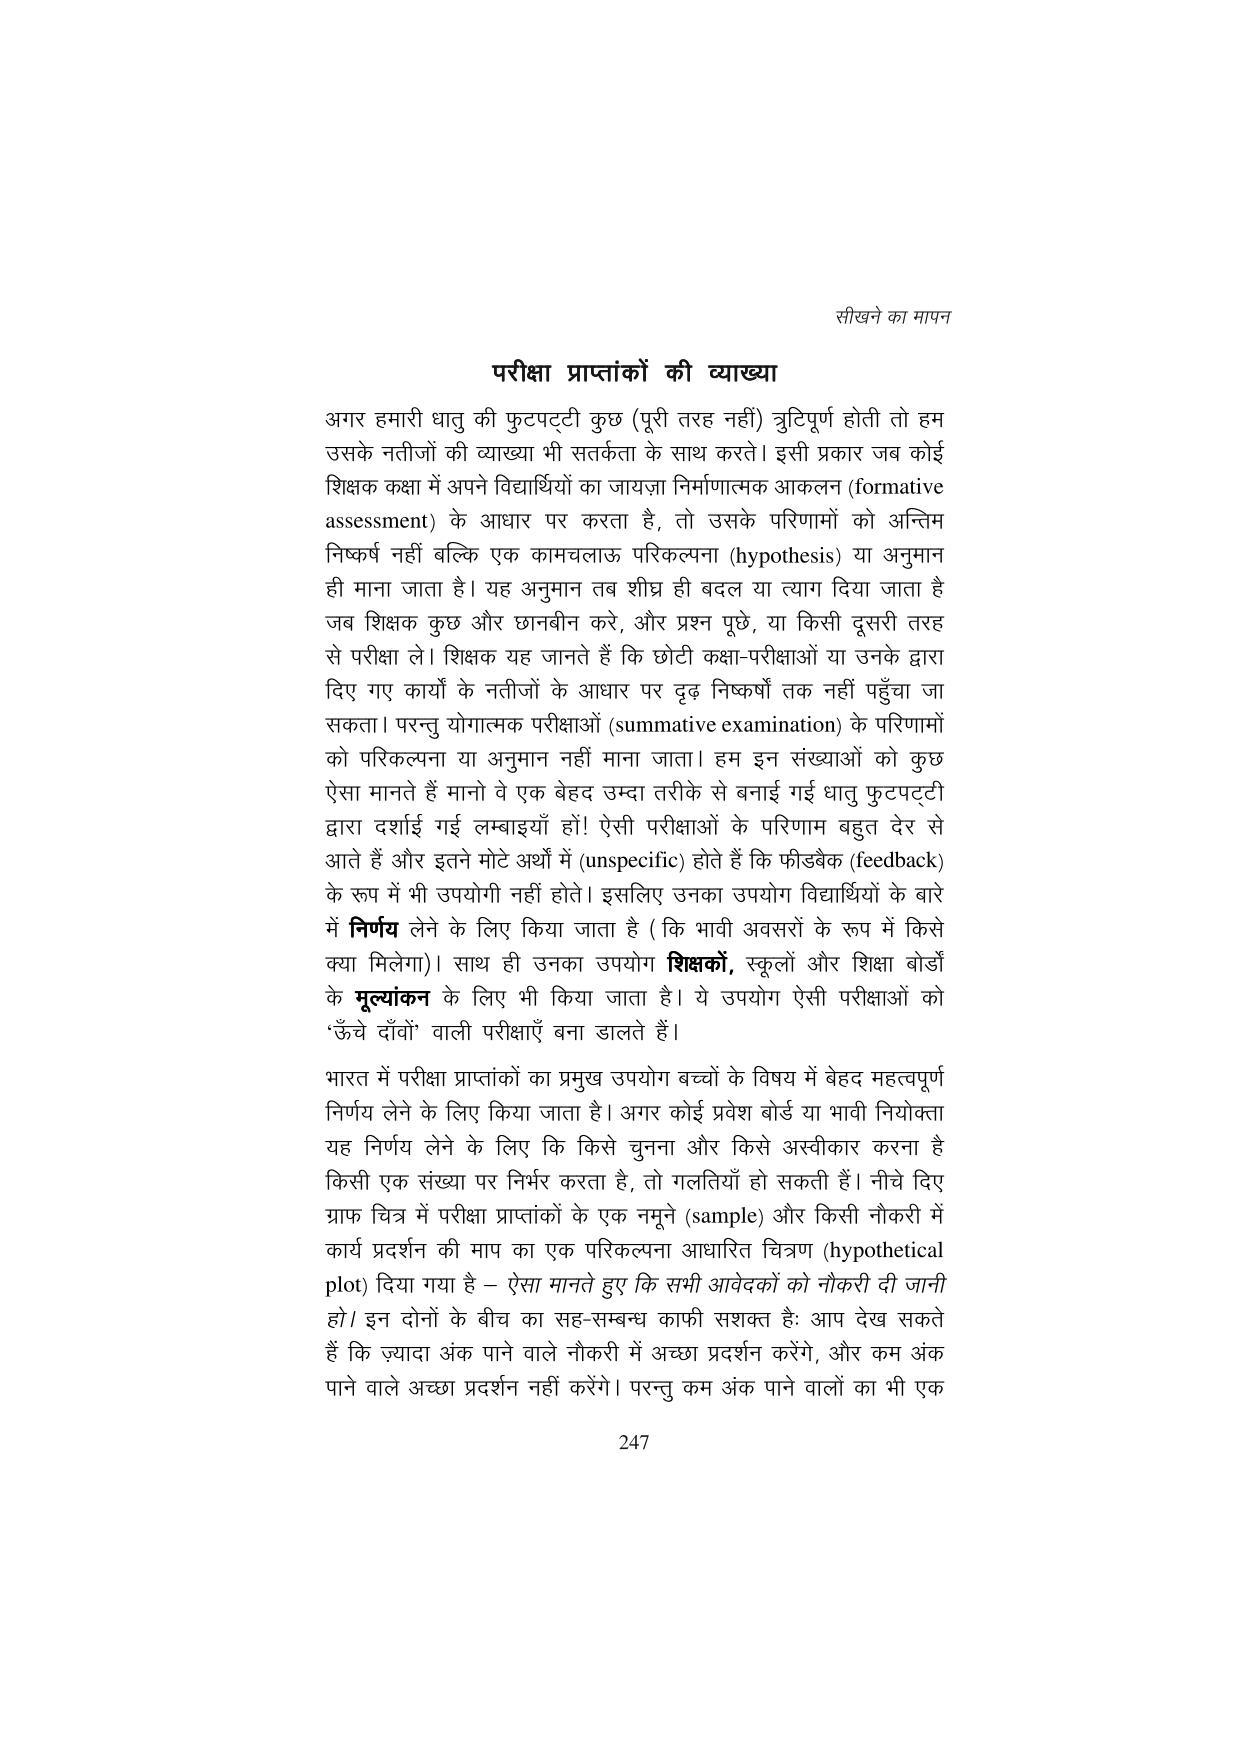 सीखने का मापन
परीक्षा प्राप्तांकों की व्याख्या
अगर हमारी धातु की फुटपट्टी कुछ (पूरी तरह नहीं) त्रुटिपूर्ण होती तो हम
उसके नतीजों की व्याख्या भी सतर्कता के साथ करते। इसी प्रकार जब कोई
शिक्षक कक्षा में अपने विद्यार्थियों का जायज़ा निर्माणात्मक आकलन (formative
assessment) के आधार पर करता है, तो उसके परिणामों को अन्तिम
निष्कर्ष नहीं बल्कि एक कामचलाऊ परिकल्पना (hypothesis) या अनुमान
ही माना जाता है। यह अनुमान तब शीघ्र ही बदल या त्याग दिया जाता है
जब शिक्षक कुछ और छानबीन करे, और प्रश्न पूछे, या किसी दूसरी तरह
से परीक्षा ले। शिक्षक यह जानते हैं कि छोटी कक्षा-परीक्षाओं या उनके द्वारा
दिए गए कार्यों के नतीजों के आधार पर दृढ़ निष्कर्षों तक नहीं पहुँचा जा
सकता। परन्तु योगात्मक परीक्षाओं (summative examination) के परिणामों
को परिकल्पना या अनुमान नहीं माना जाता। हम इन संख्याओं को कुछ
ऐसा मानते हैं मानो वे एक बेहद उम्दा तरीके से बनाई गई धातु फुटपट्टी
द्वारा दर्शाई गई लम्बाइयाँ हों! ऐसी परीक्षाओं के परिणाम बहुत देर से
आते हैं और इतने मोटे अर्थों में (unspecific) होते हैं कि फीडबैक (feedback)
के रूप में भी उपयोगी नहीं होते। इसलिए उनका उपयोग विद्यार्थियों के बारे
में निर्णय लेने के लिए किया जाता है ( कि भावी अवसरों के रूप में किसे
क्या मिलेगा)। साथ ही उनका उपयोग शिक्षकों, स्कूलों और शिक्षा बोर्डों
के मूल्यांकन के लिए भी किया जाता है। ये उपयोग ऐसी परीक्षाओं को
‘ऊँचे दाँवों’ वाली परीक्षाएँ बना डालते हैं।
भारत में परीक्षा प्राप्तांकों का प्रमुख उपयोग बच्चों के विषय में बेहद महत्वपूर्ण
निर्णय लेने के लिए किया जाता है। अगर कोई प्रवेश बोर्ड या भावी नियोक्ता
यह निर्णय लेने के लिए कि किसे चुनना और किसे अस्वीकार करना है
किसी एक संख्या पर निर्भर करता है, तो गलतियाँ हो सकती हैं। नीचे दिए
ग्राफ चित्र में परीक्षा प्राप्तांकों के एक नमूने (sample) और किसी नौकरी में
कार्य प्रदर्शन की माप का एक परिकल्पना आधारित चित्रण (hypothetical
plot) दिया गया है – ऐसा मानते हुए कि सभी आवेदकों को नौकरी दी जानी
हो। इन दोनों के बीच का सह-सम्बन्ध काफी सशक्त है: आप देख सकते
हैं कि ज़्यादा अंक पाने वाले नौकरी में अच्छा प्रदर्शन करेंगे, और कम अंक
पाने वाले अच्छा प्रदर्शन नहीं करेंगे। परन्तु कम अंक पाने वालों का भी एक
247